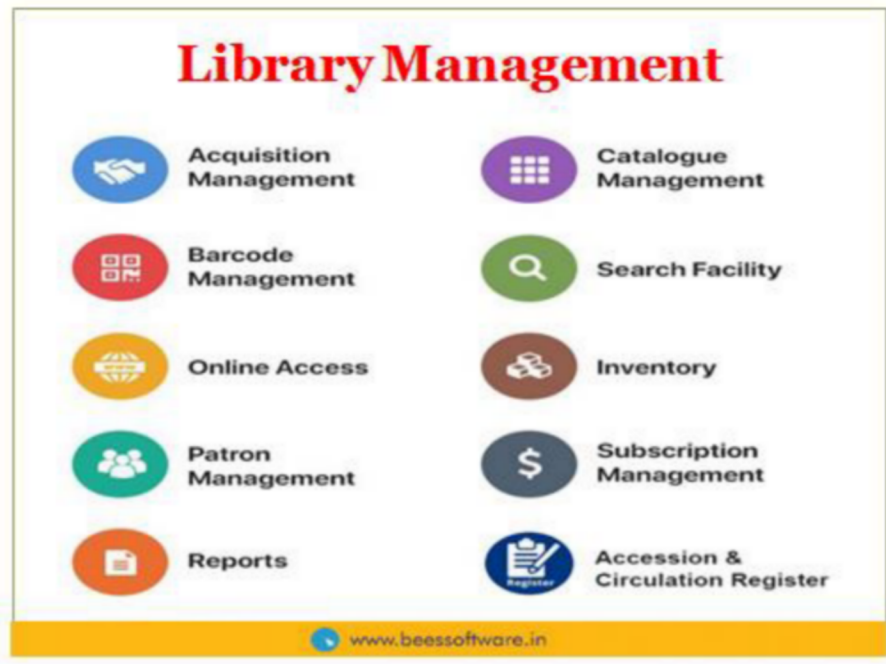 Library Management
Acquisition
Management
Catalogue
Management
Barcode
Management
Search Facility
Online Access
Inventory
Patron
Management
Subscription
Management
Reports
Register
Accession &
Circulation Register
www.beessoftware.in